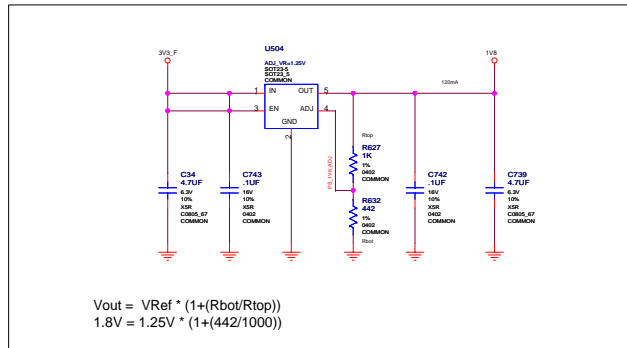 3V3_F
U504
1V8
ADJ_VR=1.25V
SOT23-5
SOT23_5
COMMON
120mA
1 IN OUT 5
3 EN ADJ 4
GND
2
Rtop
R627
1K
1%
0402
COMMON
PS_1V8_ADJ
C34
4.7UF
6.3V
10%
X5R
C0805_67
COMMON
C743
.1UF
16V
10%
X5R
0402
COMMON
R632
442
1%
0402
COMMON
Rbot
C742
.1UF
16V
10%
X5R
0402
COMMON
C739
4.7UF
6.3V
10%
X5R
C0805_67
COMMON
Vout = VRef * (1+(Rbot/Rtop))
1.8V = 1.25V * (1+(442/1000))